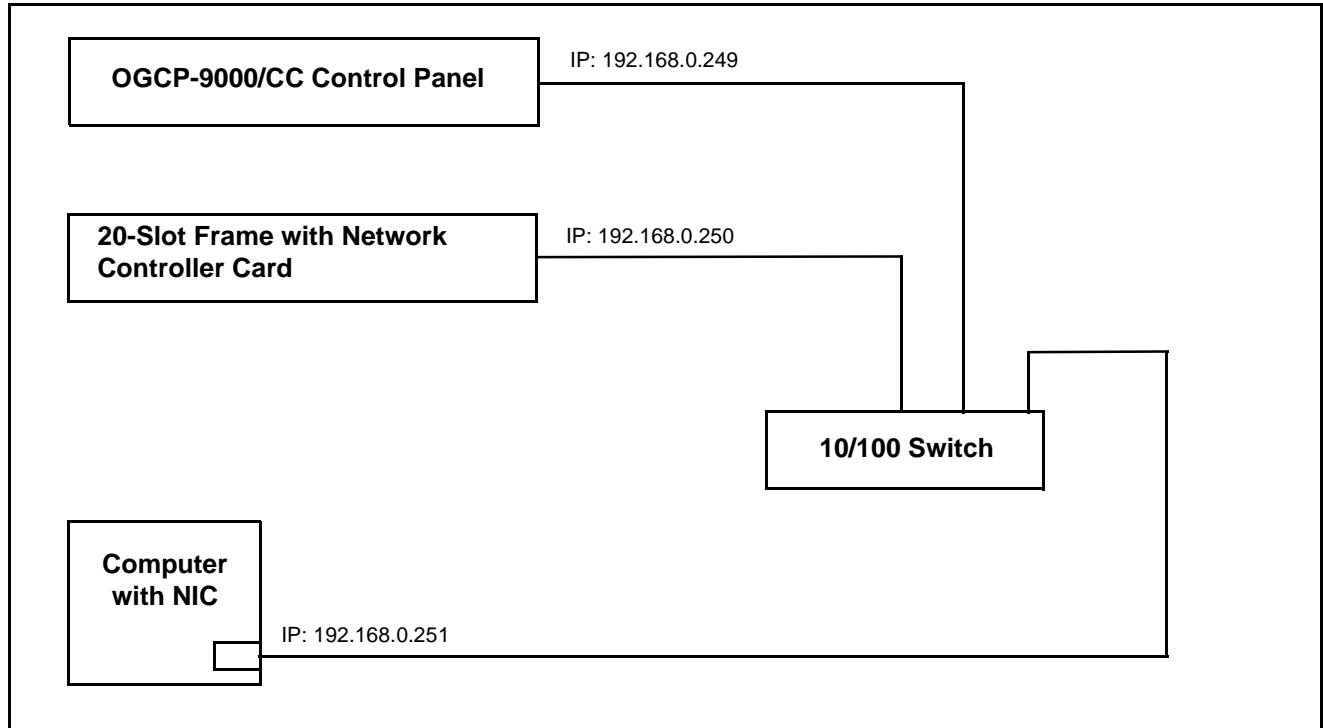 OGCP-9000/CC Control Panel
IP: 192.168.0.249
20-Slot Frame with Network
Controller Card
IP: 192.168.0.250
10/100 Switch
Computer
with NIC
IP: 192.168.0.251